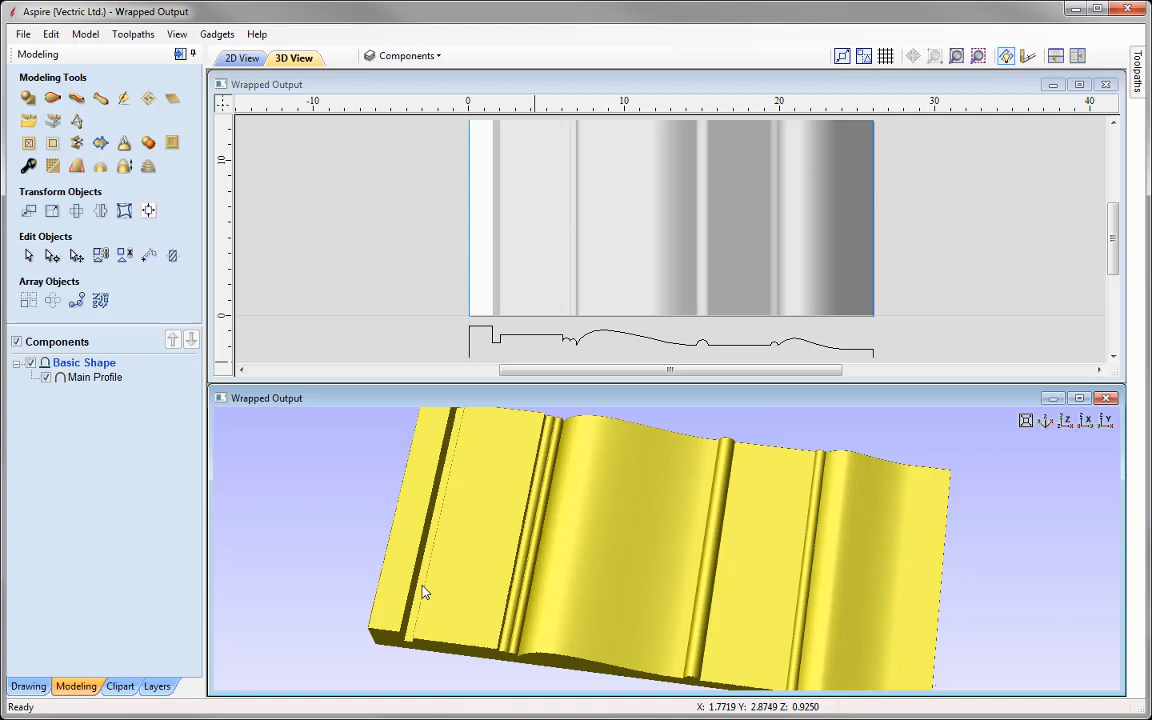 Aspire {Vectric Ltd.} - Wrapped Output
File Edit Model Toolpaths View Gadgets Help
Modeling
2D View 3D View Components
Toolpaths
Modeling Tools
Wrapped Output
-10 0 10 20 30 40
10
0
Transform Objects
Edit Objects
Array Objects
Components
Basic Shape
Main Profile
Wrapped Output
Z X Y
Drawing Modeling Clipart Layers
Ready
X: 1.7719 Y: 2.8749 Z: 0.9250